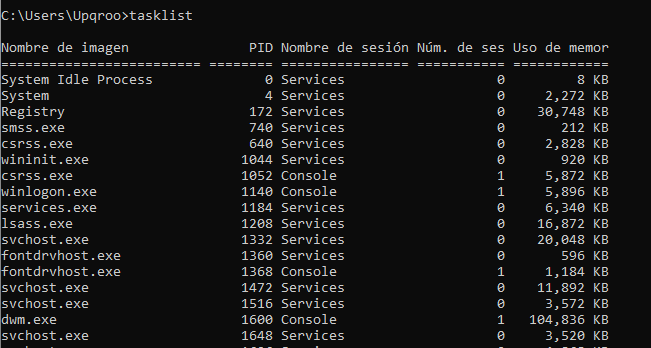 C:\Users\Upqroo>tasklist
Nombre de imagen PID Nombre de sesión Núm. de ses Uso de memor
========================= ======== ================ =========== ============
System Idle Process 0 Services 0 8 KB
System 4 Services 0 2,272 KB
Registry 172 Services 0 30,748 KB
smss.exe 740 Services 0 212 KB
csrss.exe 640 Services 0 2,828 KB
wininit.exe 1044 Services 0 920 KB
csrss.exe 1052 Console 1 5,872 KB
winlogon.exe 1140 Console 1 5,896 KB
services.exe 1184 Services 0 6,340 KB
lsass.exe 1208 Services 0 16,872 KB
svchost.exe 1332 Services 0 20,048 KB
fontdrvhost.exe 1360 Services 0 596 KB
fontdrvhost.exe 1368 Console 1 1,184 KB
svchost.exe 1472 Services 0 11,892 KB
svchost.exe 1516 Services 0 3,572 KB
dwm.exe 1600 Console 1 104,836 KB
svchost.exe 1648 Services 0 3,520 KB